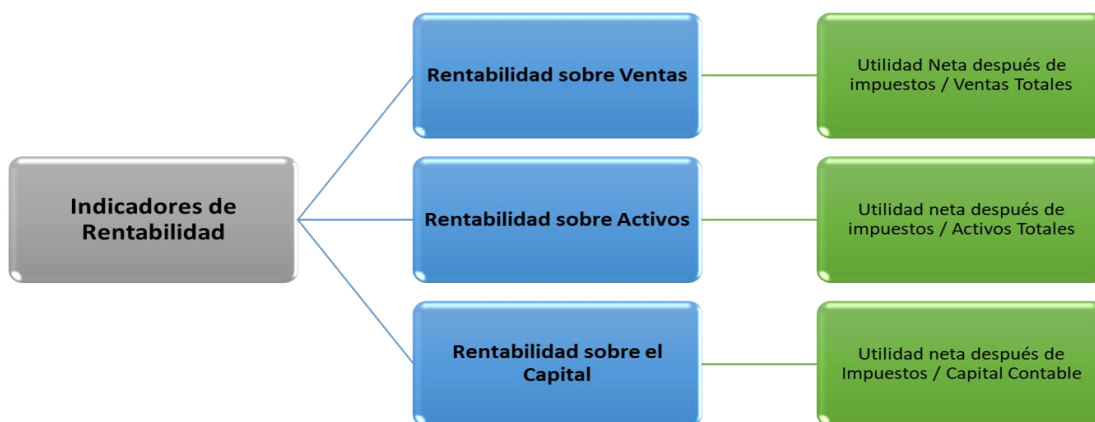 Indicadores de
Rentabilidad
Rentabilidad sobre Ventas
Utilidad Neta después de
impuestos / Ventas Totales
Rentabilidad sobre Activos
Utilidad neta después de
impuestos / Activos Totales
Rentabilidad sobre el
Capital
Utilidad neta después de
Impuestos / Capital Contable